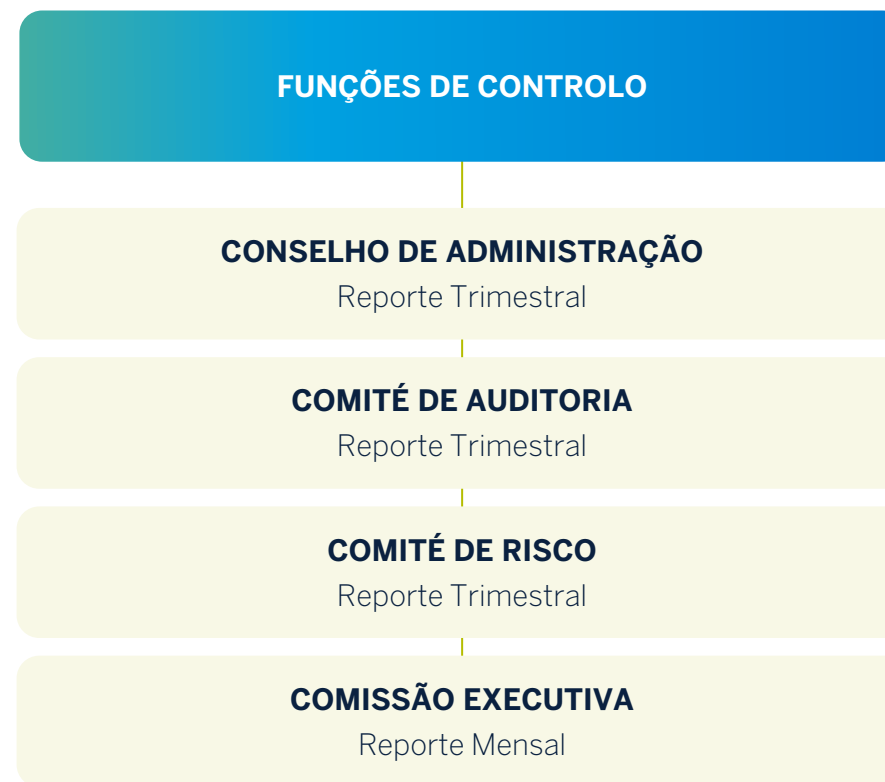 FUNÇÕES DE CONTROLO
CONSELHO DE ADMINISTRAÇÃO
Reporte Trimestral
COMITÉ DE AUDITORIA
Reporte Trimestral
COMITÉ DE RISCO
Reporte Trimestral
COMISSÃO EXECUTIVA
Reporte Mensal